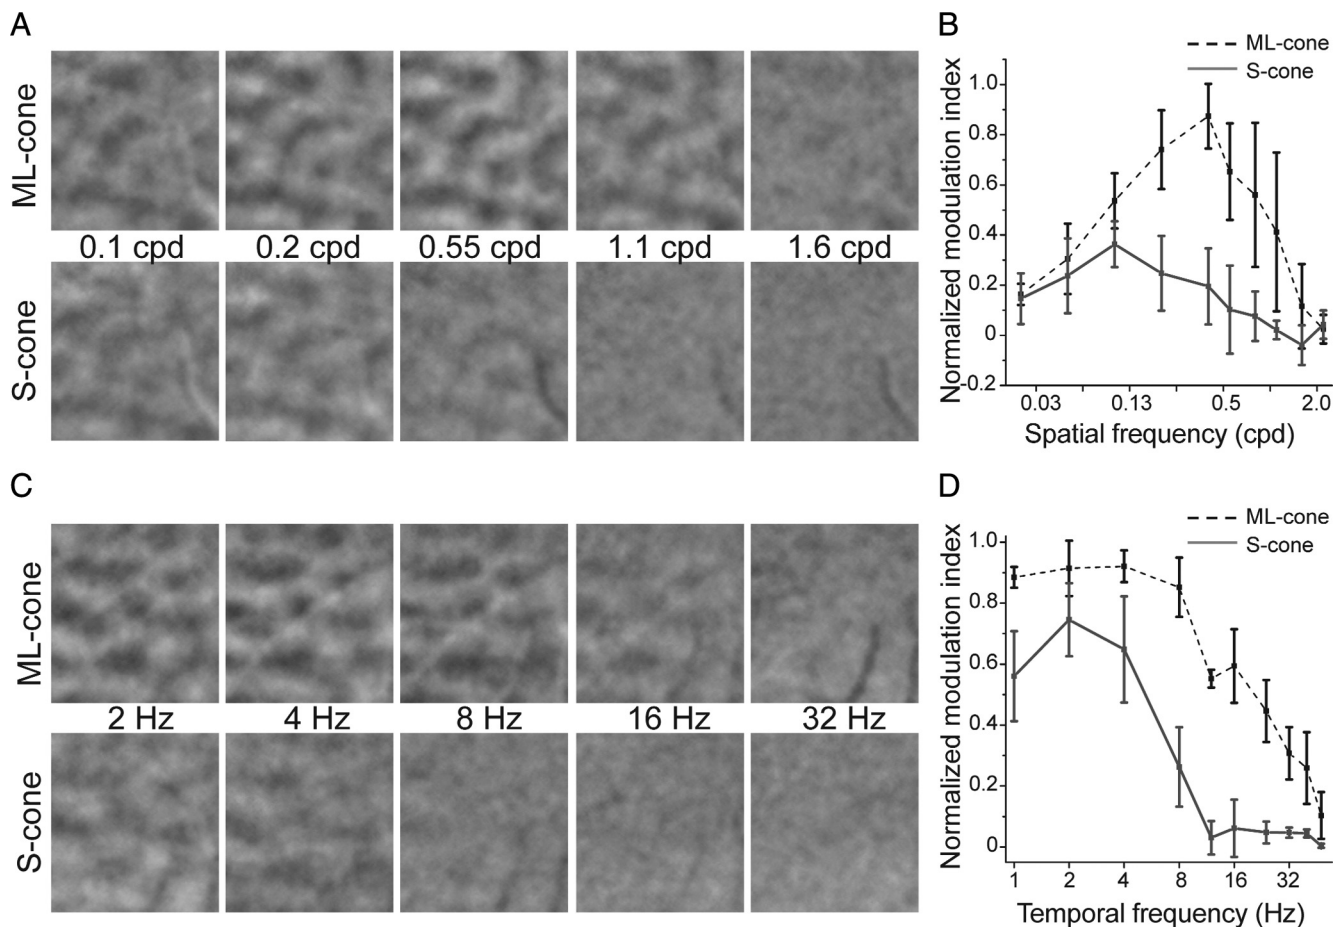 A
ML-cone
0.1 cpd
0.2 cpd
0.55 cpd
1.1 cpd
1.6 cpd
S-cone
B
ML-cone
S-cone
Normalized modulation index
1.0
0.8
0.6
0.4
0.2
0
-0.2
0.03
0.13
0.5
2.0
Spatial frequency (cpd)
C
ML-cone
2 Hz
4 Hz
8 Hz
16 Hz
32 Hz
S-cone
D
ML-cone
S-cone
Normalized modulation index
1.0
0.8
0.6
0.4
0.2
0
1
2
4
8
16
32
Temporal frequency (Hz)